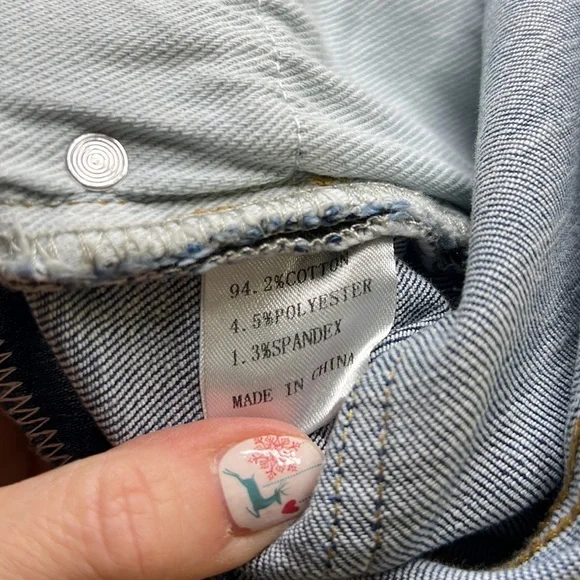 94.2%COTTON
4.5%POLYESTER
1.3%SPANDEX
MADE IN CHINA